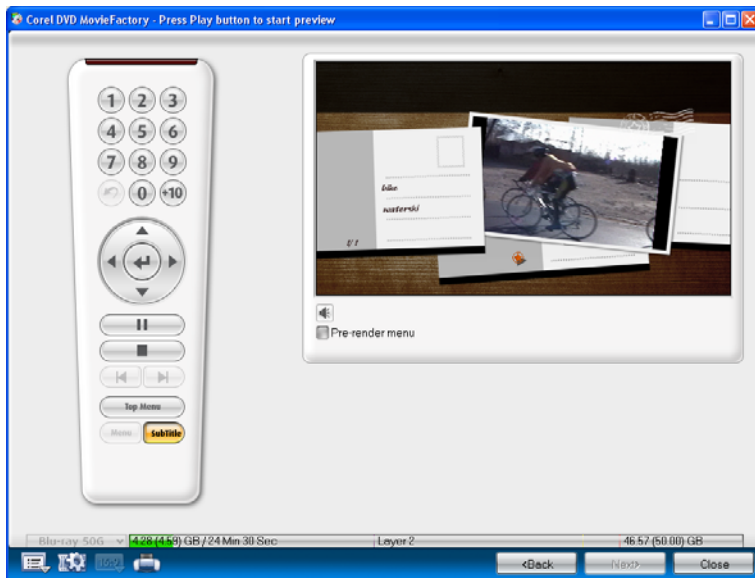 Corel DVD MovieFactory - Press Play button to start preview
1 2 3
4 5 6
7 8 9
0 +10
Top Menu
Menu SubTitle
bike
waterski
1/1
Pre-render menu
Blu-ray 50G 4.28 (4.59) GB / 24 Min 30 Sec Layer 2 46.57 (50.00) GB
<Back Next> Close